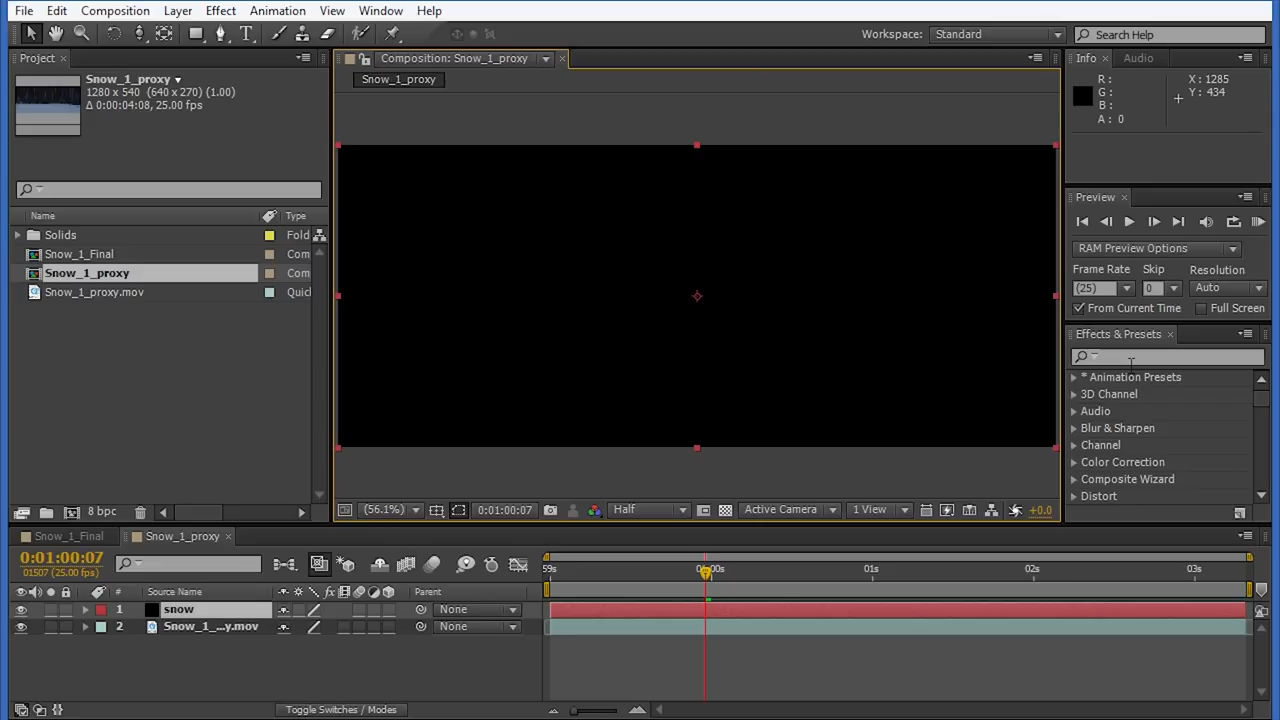 File Edit Composition Layer Effect Animation View Window Help
Workspace: Standard Search Help
Project
Snow_1_proxy
1280 x 540 (640 x 270) (1.00)
Δ 0:00:04:08, 25.00 fps
Name Type
Solids Fold
Snow_1_Final Com
Snow_1_proxy Com
Snow_1_proxy.mov Quic
8 bpc
Composition: Snow_1_proxy
Snow_1_proxy
(56.1%) 0:01:00:07 Half Active Camera 1 View +0.0
Info Audio
R : X : 1285
G : Y : 434
B :
A : 0
Preview
RAM Preview Options
Frame Rate Skip Resolution
(25) 0 Auto
From Current Time Full Screen
Effects & Presets
* Animation Presets
3D Channel
Audio
Blur & Sharpen
Channel
Color Correction
Composite Wizard
Distort
Snow_1_Final Snow_1_proxy
0:01:00:07
01507 (25.00 fps)
:59s 01:00s 01s 02s 03s
# Source Name fx Parent
1 snow None
2 Snow_1_...y.mov None
Toggle Switches / Modes